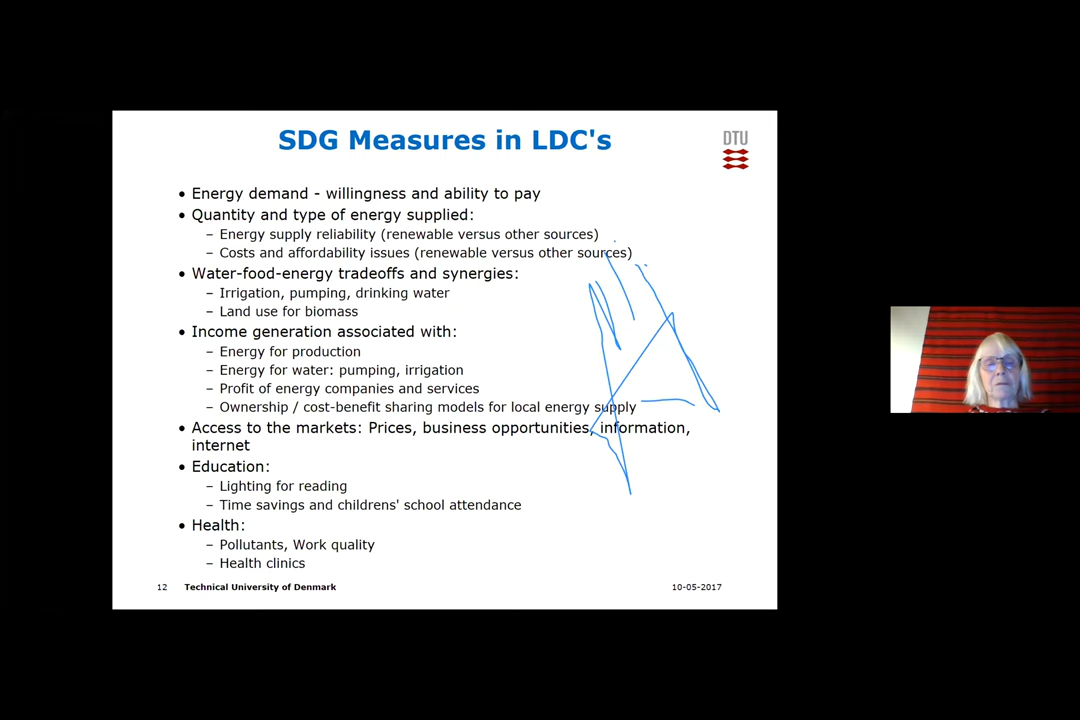 SDG Measures in LDC's
DTU
• Energy demand - willingness and ability to pay
• Quantity and type of energy supplied:
– Energy supply reliability (renewable versus other sources)
– Costs and affordability issues (renewable versus other sources)
• Water-food-energy tradeoffs and synergies:
– Irrigation, pumping, drinking water
– Land use for biomass
• Income generation associated with:
– Energy for production
– Energy for water: pumping, irrigation
– Profit of energy companies and services
– Ownership / cost-benefit sharing models for local energy supply
• Access to the markets: Prices, business opportunities, information,
internet
• Education:
– Lighting for reading
– Time savings and childrens' school attendance
• Health:
– Pollutants, Work quality
– Health clinics
12 Technical University of Denmark 10-05-2017